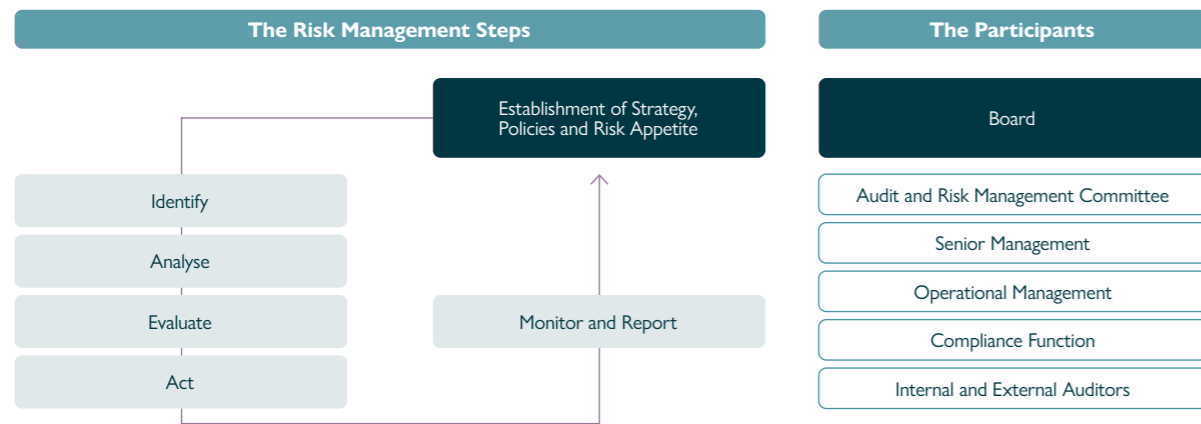 The Risk Management Steps
Establishment of Strategy,
Policies and Risk Appetite
Identify
Analyse
Evaluate
Act
Monitor and Report
The Participants
Board
Audit and Risk Management Committee
Senior Management
Operational Management
Compliance Function
Internal and External Auditors